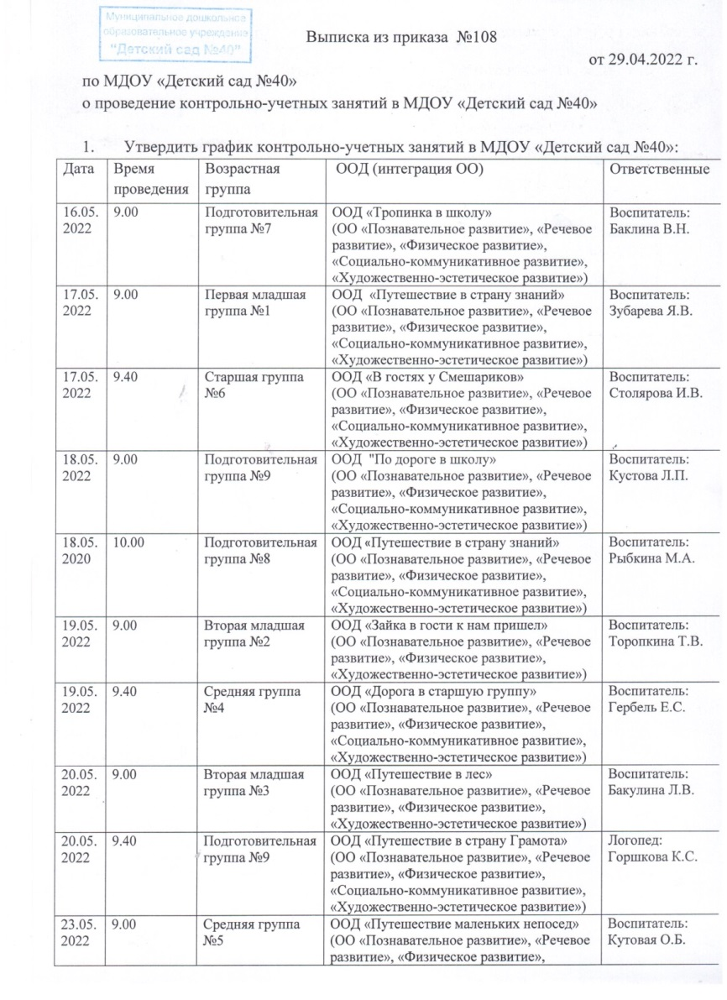 Муниципальное дошкольное
образовательное учреждение
"Детский сад №40"
Выписка из приказа №108
от 29.04.2022 г.
по МДОУ «Детский сад №40»
о проведение контрольно-учетных занятий в МДОУ «Детский сад №40»
1. Утвердить график контрольно-учетных занятий в МДОУ «Детский сад №40»:
Дата Время проведения Возрастная группа ООД (интеграция ОО) Ответственные
16.05. 9.00 Подготовительная ООД «Тропинка в школу» Воспитатель:
2022 группа №7 (ОО «Познавательное развитие», «Речевое Баклина В.Н.
развитие», «Физическое развитие»,
«Социально-коммуникативное развитие»,
«Художественно-эстетическое развитие»)
17.05. 9.00 Первая младшая ООД «Путешествие в страну знаний» Воспитатель:
2022 группа №1 (ОО «Познавательное развитие», «Речевое Зубарева Я.В.
развитие», «Физическое развитие»,
«Социально-коммуникативное развитие»,
«Художественно-эстетическое развитие»)
17.05. 9.40 Старшая группа ООД «В гостях у Смешариков» Воспитатель:
2022 №6 (ОО «Познавательное развитие», «Речевое Столярова И.В.
развитие», «Физическое развитие»,
«Социально-коммуникативное развитие»,
«Художественно-эстетическое развитие»)
18.05. 9.00 Подготовительная ООД "По дороге в школу» Воспитатель:
2022 группа №9 (ОО «Познавательное развитие», «Речевое Кустова Л.П.
развитие», «Физическое развитие»,
«Социально-коммуникативное развитие»,
«Художественно-эстетическое развитие»)
18.05. 10.00 Подготовительная ООД «Путешествие в страну знаний» Воспитатель:
2020 группа №8 (ОО «Познавательное развитие», «Речевое Рыбкина М.А.
развитие», «Физическое развитие»,
«Социально-коммуникативное развитие»,
«Художественно-эстетическое развитие»)
19.05. 9.00 Вторая младшая ООД «Зайка в гости к нам пришел» Воспитатель:
2022 группа №2 (ОО «Познавательное развитие», «Речевое Торопкина Т.В.
развитие», «Физическое развитие»,
«Художественно-эстетическое развитие»)
19.05. 9.40 Средняя группа ООД «Дорога в старшую группу» Воспитатель:
2022 №4 (ОО «Познавательное развитие», «Речевое Гербель Е.С.
развитие», «Физическое развитие»,
«Социально-коммуникативное развитие»,
«Художественно-эстетическое развитие»)
20.05. 9.00 Вторая младшая ООД «Путешествие в лес» Воспитатель:
2022 группа №3 (ОО «Познавательное развитие», «Речевое Бакулина Л.В.
развитие», «Физическое развитие»,
«Художественно-эстетическое развитие»)
20.05. 9.40 Подготовительная ООД «Путешествие в страну Грамота» Логопед:
2022 группа №9 (ОО «Познавательное развитие», «Речевое Горшкова К.С.
развитие», «Физическое развитие»,
«Социально-коммуникативное развитие»,
«Художественно-эстетическое развитие»)
23.05. 9.00 Средняя группа ООД «Путешествие маленьких непосед» Воспитатель:
2022 №5 (ОО «Познавательное развитие», «Речевое Кутовая О.Б.
развитие», «Физическое развитие»,